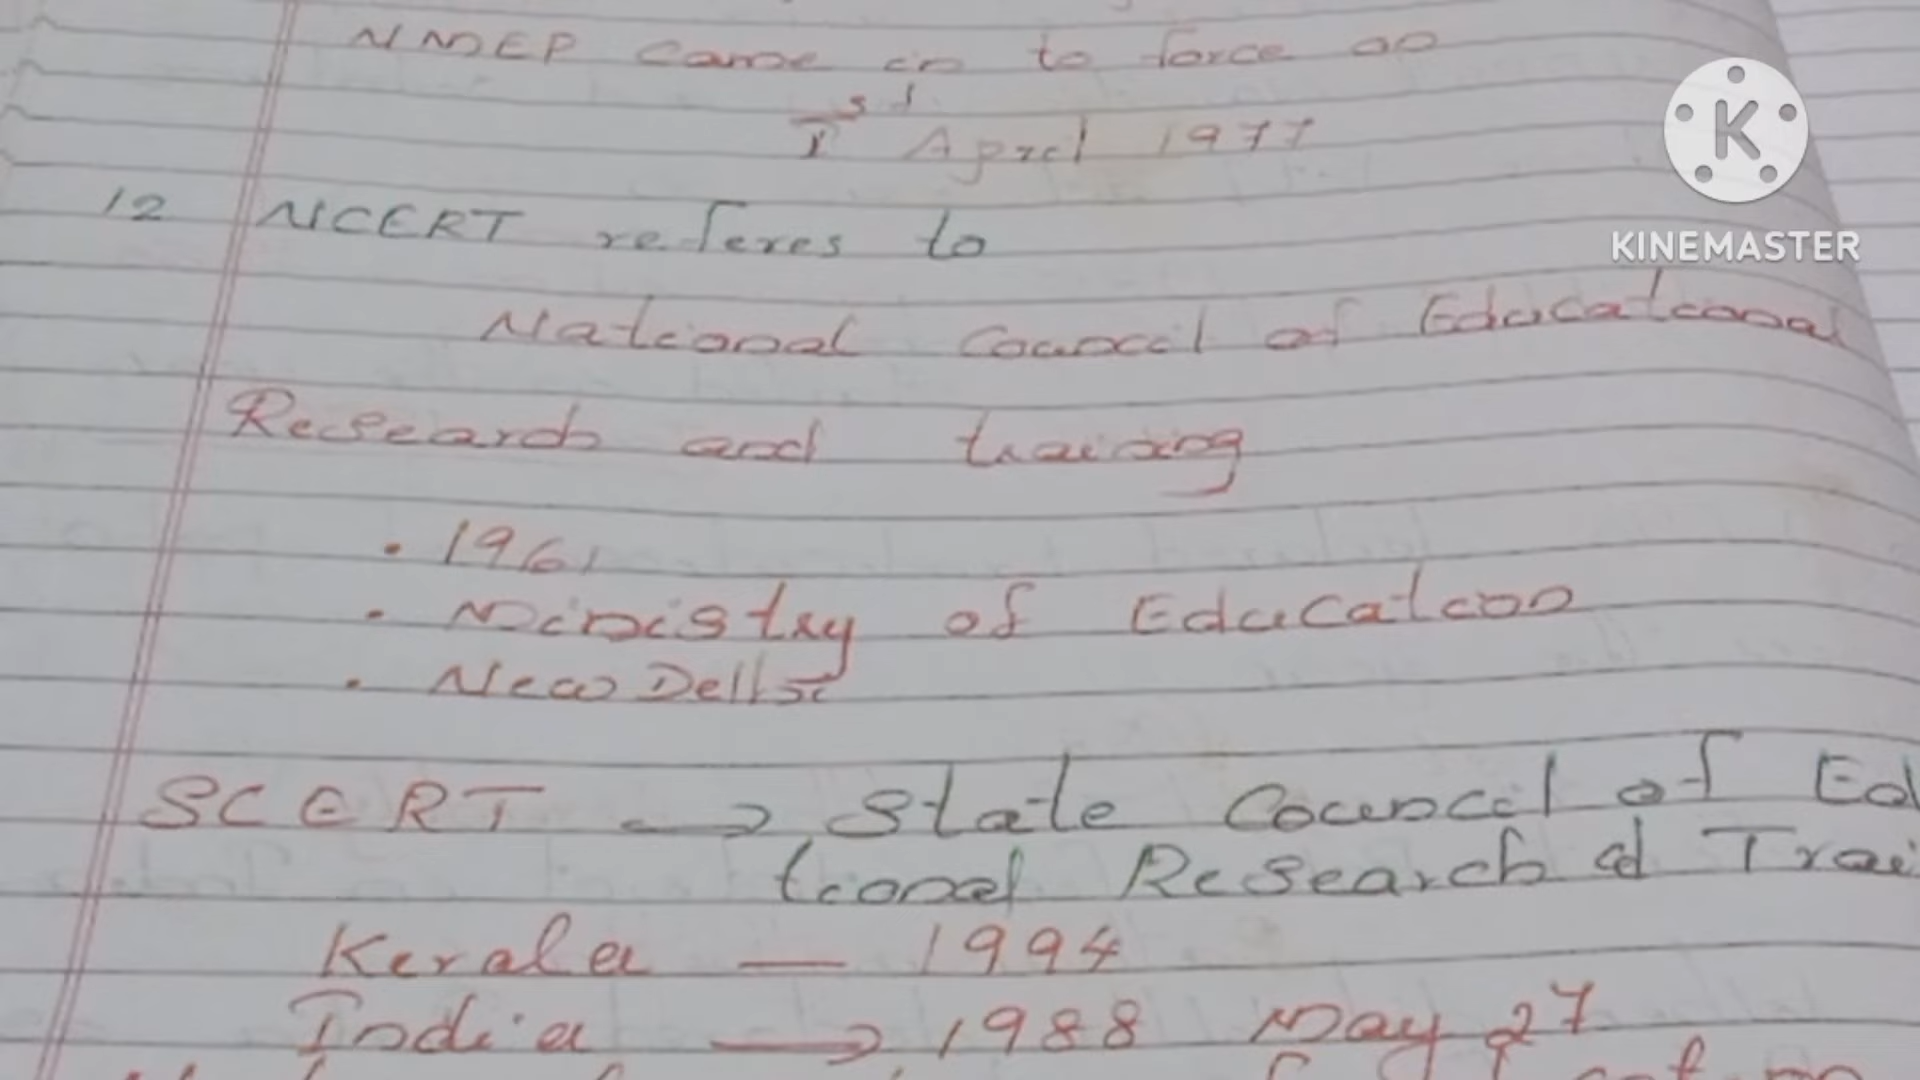 NMEP came in to force on
1st April 1977
12 NCERT referes to
National Council of Educational
Research and training
• 1961
• Ministry of Education
• New Delhi
SCERT → State Council of Ed
tional Research d Trai
Kerala — 1994
India → 1988 May 27
KINEMASTER